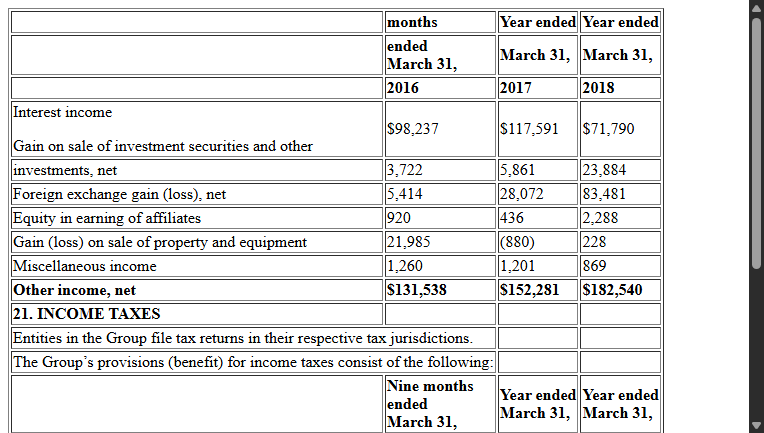 months Year ended Year ended
ended
March 31, March 31, March 31,
2016 2017 2018
Interest income
$98,237 $117,591 $71,790
Gain on sale of investment securities and other
investments, net 3,722 5,861 23,884
Foreign exchange gain (loss), net 5,414 28,072 83,481
Equity in earning of affiliates 920 436 2,288
Gain (loss) on sale of property and equipment 21,985 (880) 228
Miscellaneous income 1,260 1,201 869
Other income, net $131,538 $152,281 $182,540
21. INCOME TAXES
Entities in the Group file tax returns in their respective tax jurisdictions.
The Group’s provisions (benefit) for income taxes consist of the following:
Nine months
ended
March 31,
Year ended
March 31,
Year ended
March 31,